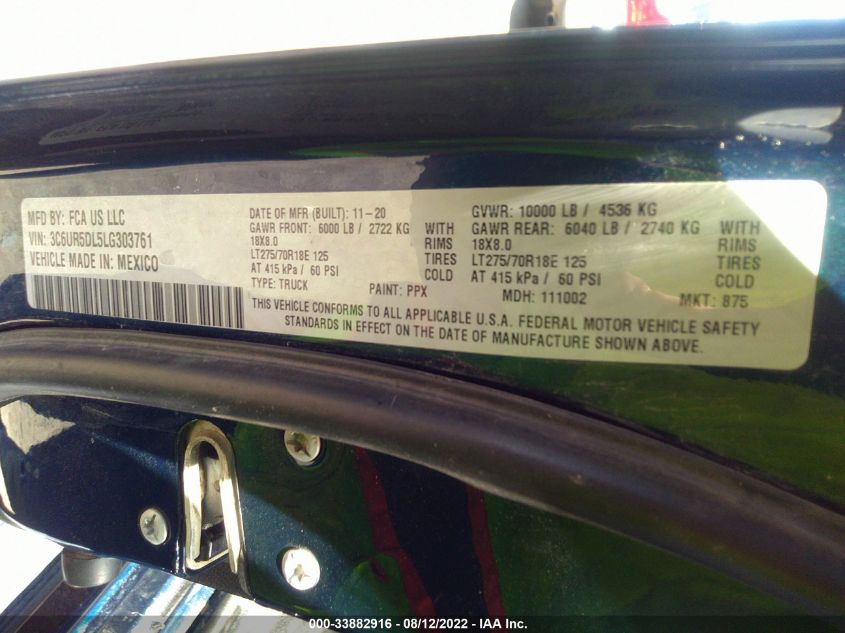 MFD BY: FCA US LLC
VIN: 3C6UR5DL5LG303761
VEHICLE MADE IN: MEXICO
DATE OF MFR (BUILT): 11-20
GAWR FRONT: 6000 LB / 2722 KG WITH
18X8.0 RIMS
LT275/70R18E 125 TIRES
AT 415 kPa / 60 PSI COLD
TYPE: TRUCK PAINT: PPX
GVWR: 10000 LB / 4536 KG
GAWR REAR: 6040 LB / 2740 KG WITH
18X8.0 RIMS
LT275/70R18E 125 TIRES
AT 415 kPa / 60 PSI COLD
MDH: 111002 MKT: 875
THIS VEHICLE CONFORMS TO ALL APPLICABLE U.S.A. FEDERAL MOTOR VEHICLE SAFETY
STANDARDS IN EFFECT ON THE DATE OF MANUFACTURE SHOWN ABOVE.
000-33882916 - 08/12/2022 - IAA Inc.